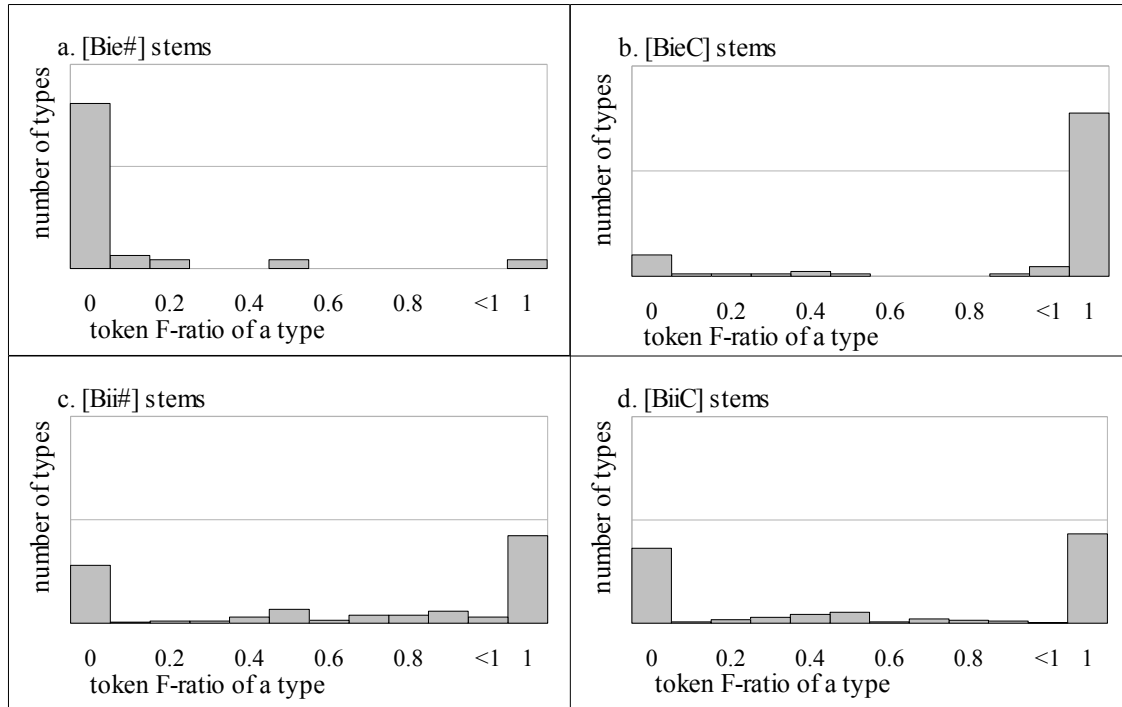 a. [Bie#] stems
number of types
0 0.2 0.4 0.6 0.8 <1 1
token F-ratio of a type
b. [BieC] stems
number of types
0 0.2 0.4 0.6 0.8 <1 1
token F-ratio of a type
c. [Bii#] stems
number of types
0 0.2 0.4 0.6 0.8 <1 1
token F-ratio of a type
d. [BiiC] stems
number of types
0 0.2 0.4 0.6 0.8 <1 1
token F-ratio of a type